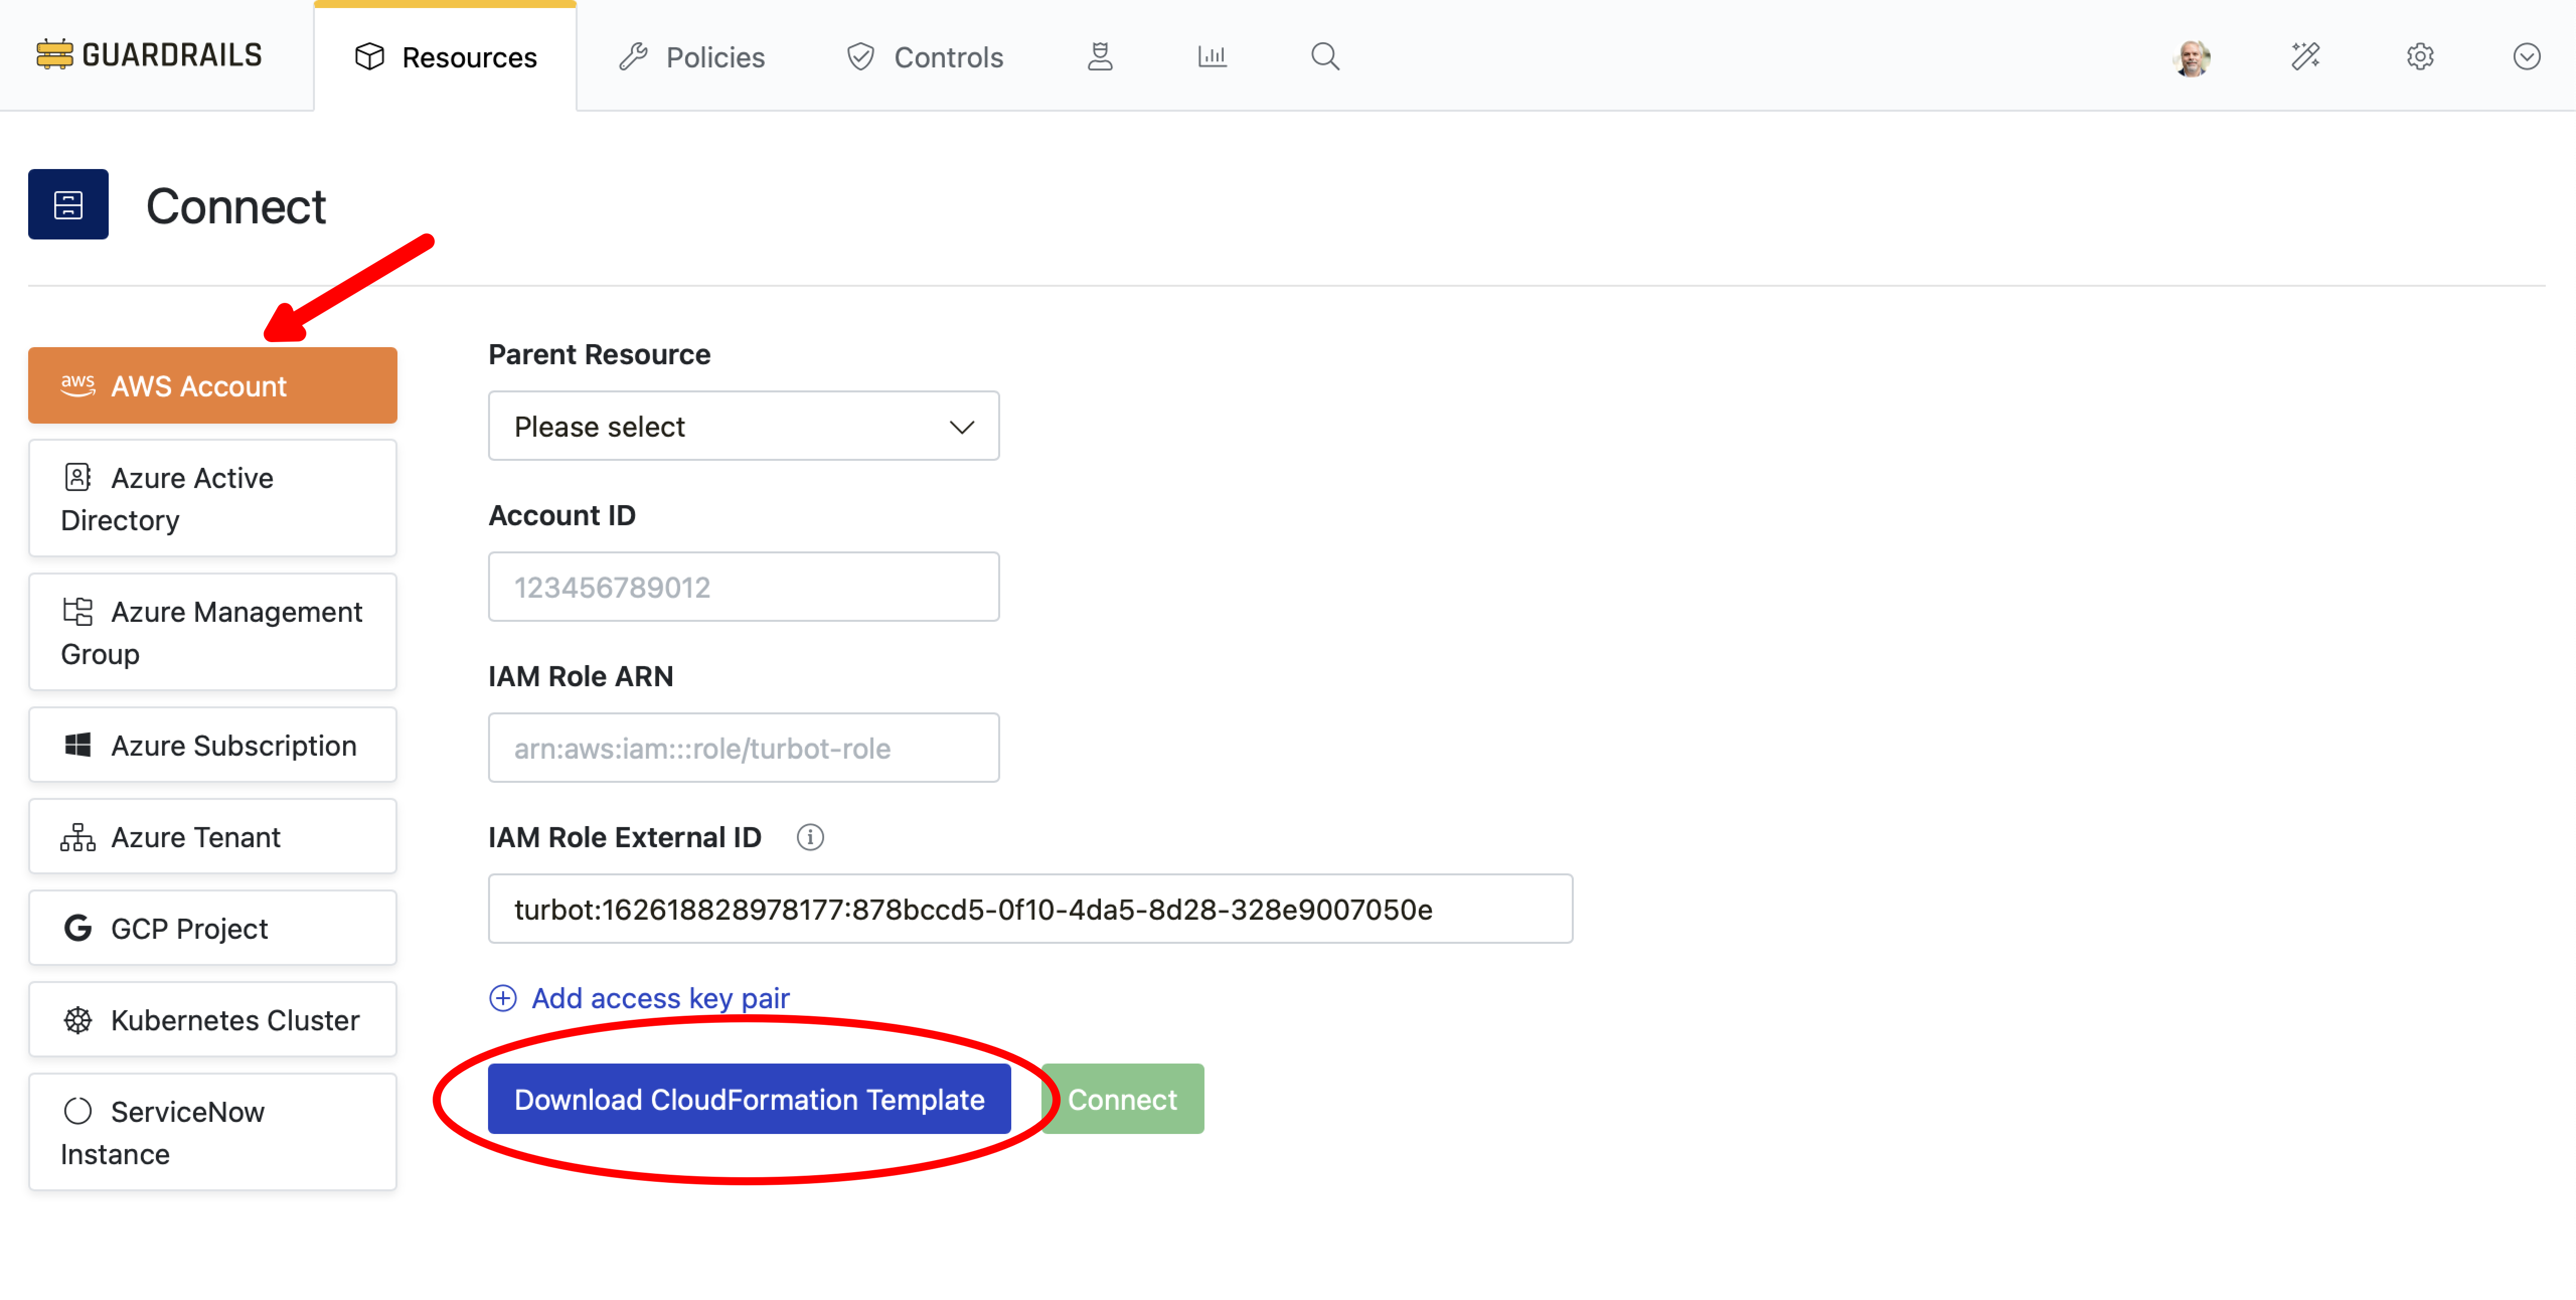 GUARDRAILS
Resources
Policies
Controls
Connect
aws AWS Account
Azure Active
Directory
Azure Management
Group
Azure Subscription
Azure Tenant
GCP Project
Kubernetes Cluster
ServiceNow
Instance
Parent Resource
Please select
Account ID
123456789012
IAM Role ARN
arn:aws:iam:::role/turbot-role
IAM Role External ID
turbot:162618828978177:878bccd5-0f10-4da5-8d28-328e9007050e
Add access key pair
Download CloudFormation Template
Connect